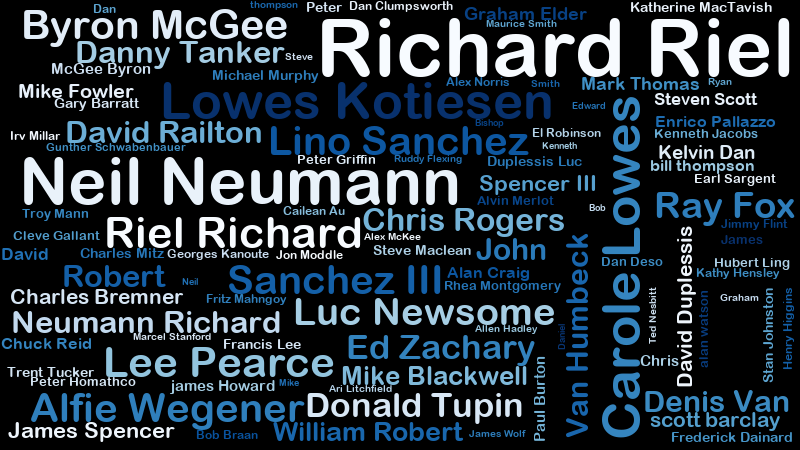 Dan
thompson
Peter
Dan Clumpsworth
Katherine MacTavish
Byron McGee
Graham Elder
Maurice Smith
Richard Riel
Danny Tanker
Steve
McGee Byron
Michael Murphy
Alex Norris
Smith
Mark Thomas
Ryan
Mike Fowler
Gary Barratt
Lowes Kotiesen
Edward
Steven Scott
Bishop
Enrico Pallazzo
Irv Millar
David Railton
Lino Sanchez
El Robinson
Kenneth Jacobs
Gunther Schwabenbauer
Kenneth
Peter Griffin
Ruddy Flexing
Duplessis Luc
Kelvin Dan
bill thompson
Neil Neumann
Spencer III
Earl Sargent
Alvin Merlot
Bob
Ray Fox
Troy Mann
Cailean Au
Chris Rogers
Jimmy Flint
Cleve Gallant
Riel Richard
Alex McKee
James
David
Charles Mitz
Georges Kanoute
Jon Moddle
Steve Maclean
John
Carole Lowes
Dan Deso
Hubert Ling
Robert
Neil
Sanchez III
Alan Craig
Kathy Hensley
Rhea Montgomery
Van Humbeck
David Duplessis
Charles Bremner
Fritz Mahngoy
Graham
Luc Newsome
Ted Nesbitt
alan watson
Stan Johnston
Henry Higgins
Neumann Richard
Allen Hadley
Daniel
Marcel Stanford
Chuck Reid
Francis Lee
Ed Zachary
Lee Pearce
Chris
Trent Tucker
Peter Homathco
james Howard
Mike
Mike Blackwell
Ari Litchfield
Paul Burton
Alfie Wegener
Donald Tupin
Denis Van
scott barclay
James Spencer
Bob Braan
William Robert
James Wolf
Frederick Dainard